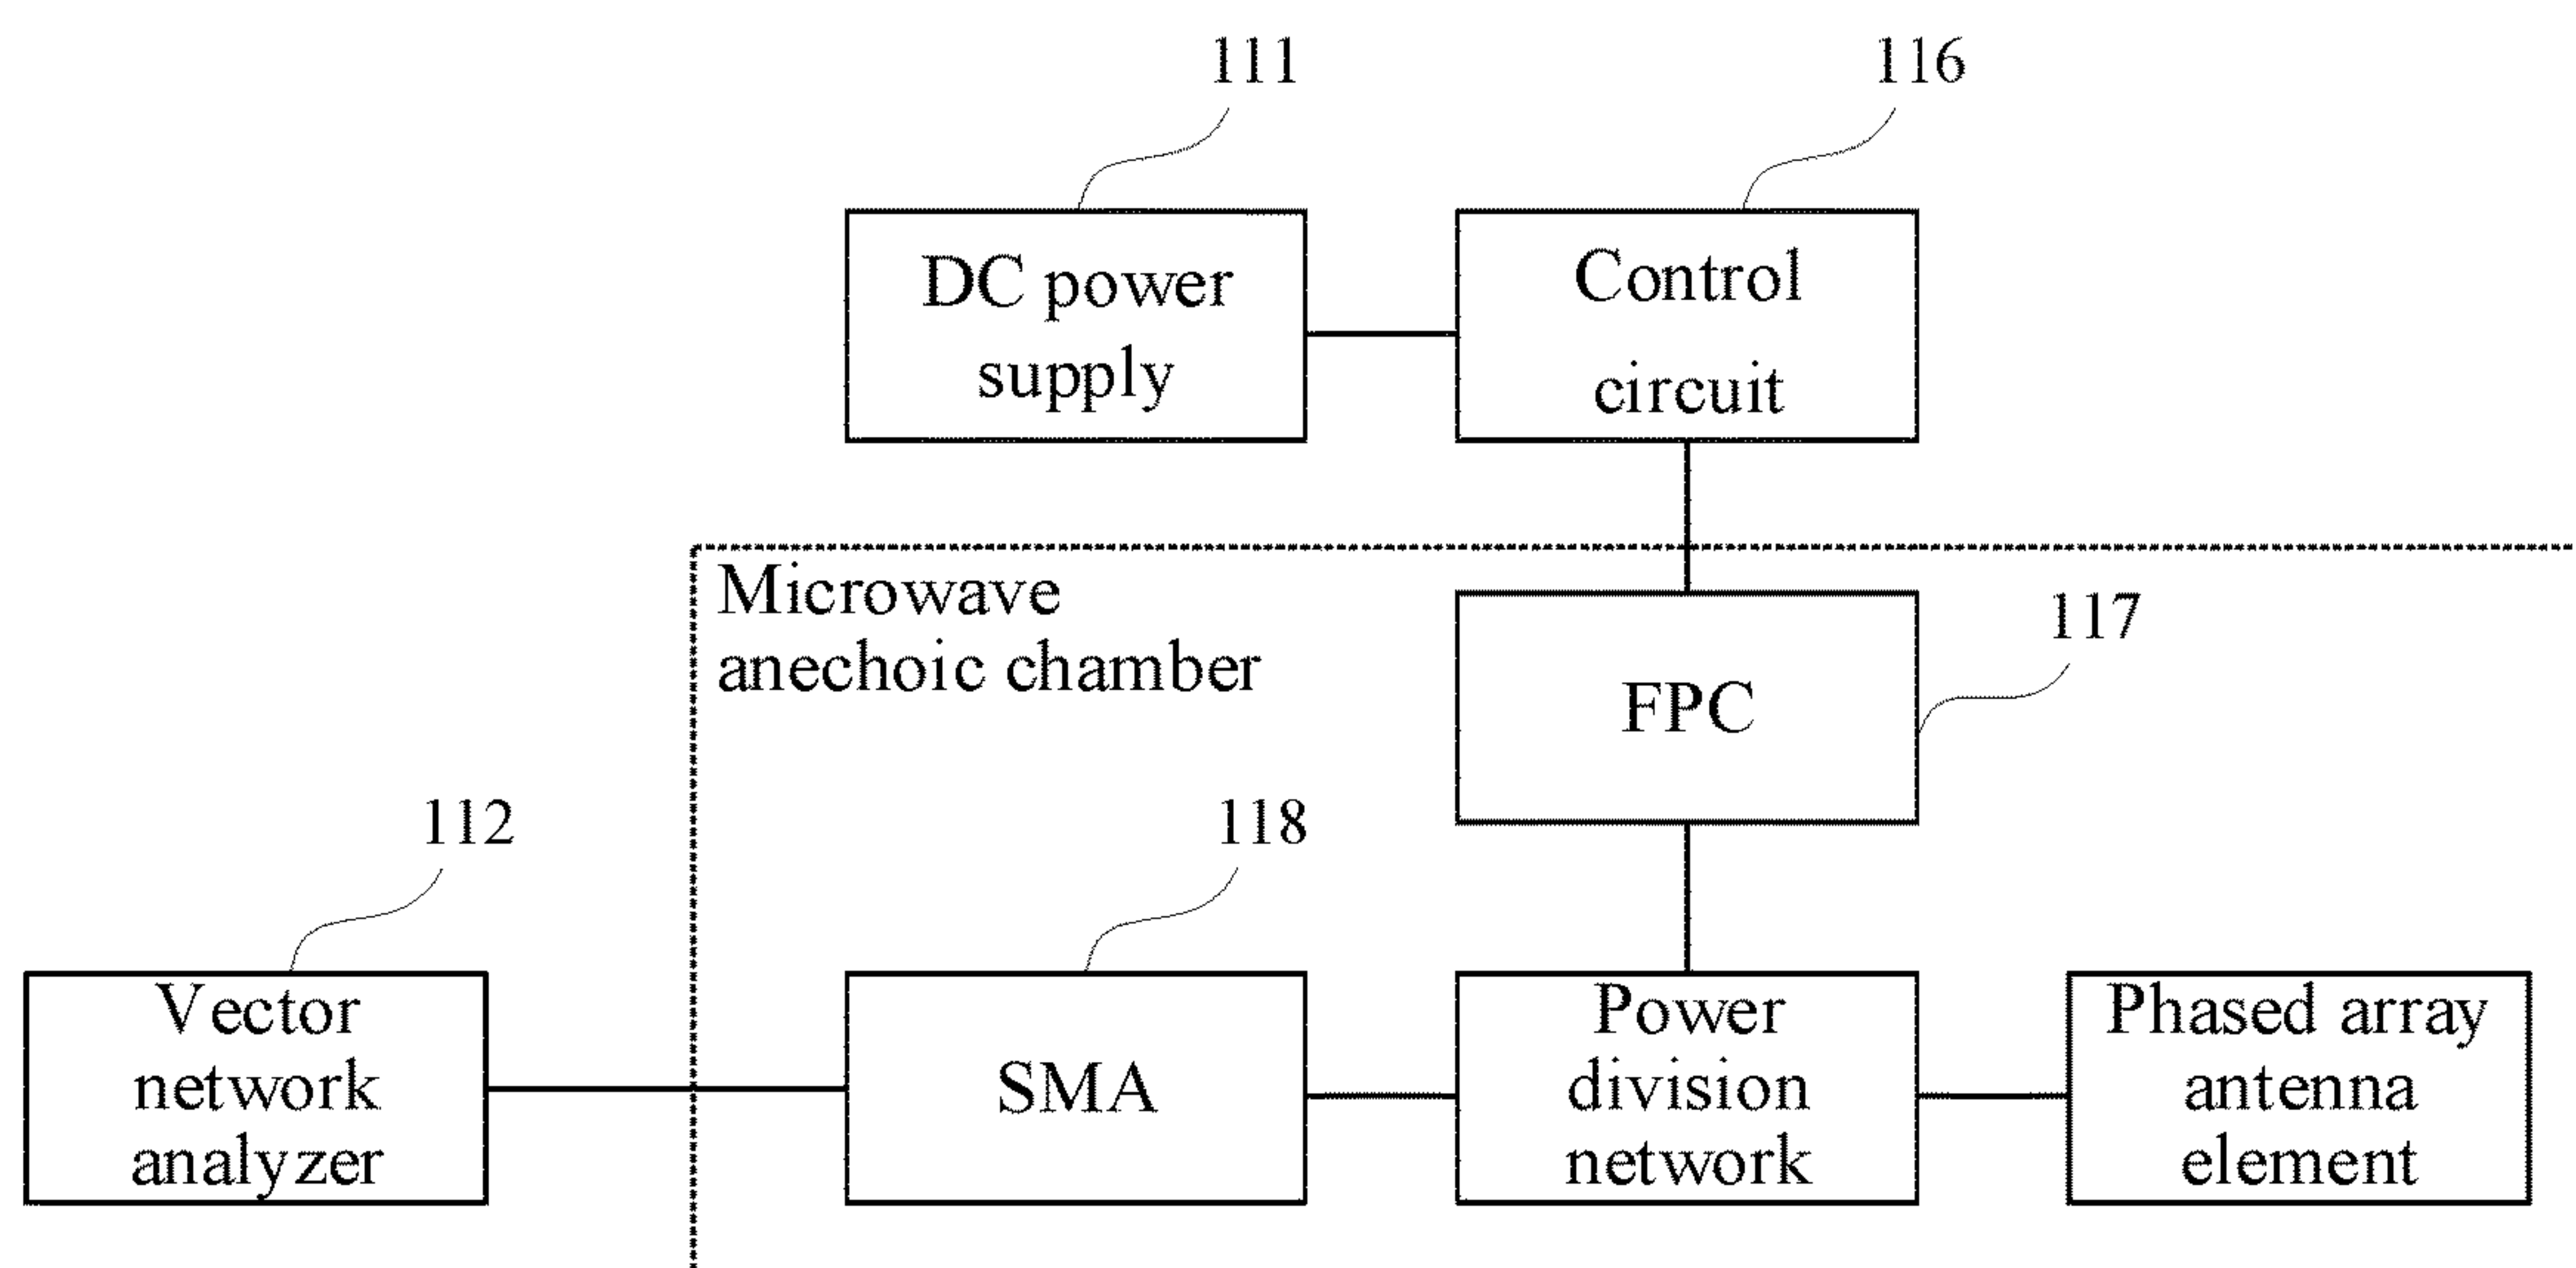 111
116
DC power
supply
Control
circuit
Microwave
anechoic chamber
117
FPC
112
118
Vector
network
analyzer
SMA
Power
division
network
Phased array
antenna
element